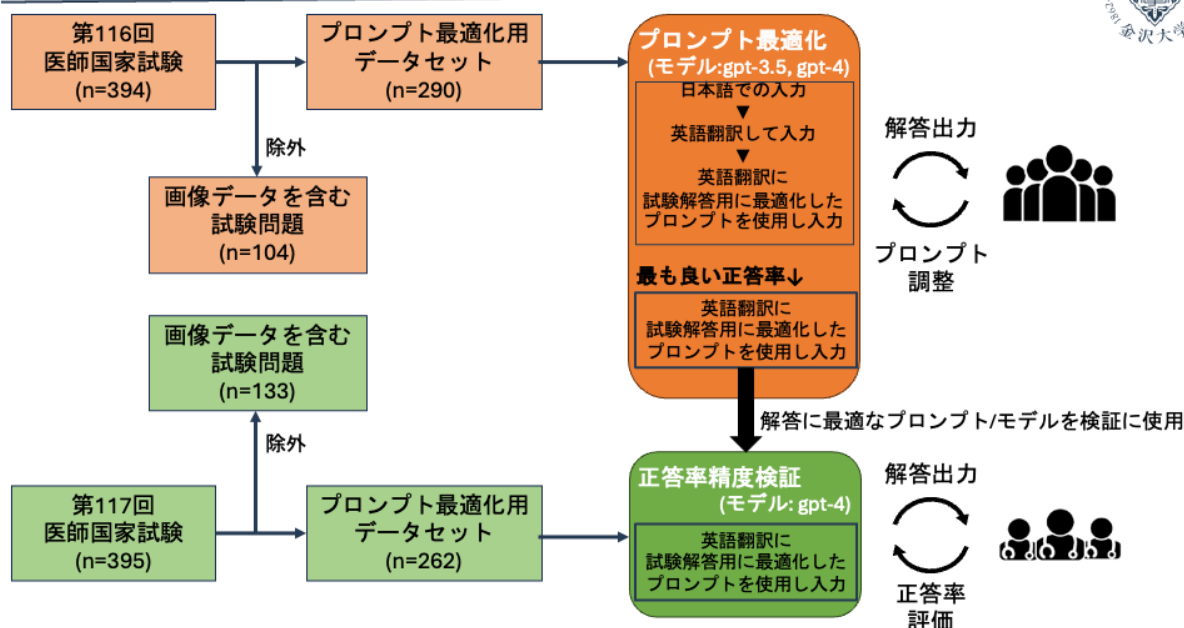 第116回
医師国家試験
(n=394)
プロンプト最適化用
データセット
(n=290)
除外
画像データを含む
試験問題
(n=104)
プロンプト最適化
(モデル:gpt-3.5, gpt-4)
日本語での入力
▼
英語翻訳して入力
▼
英語翻訳に
試験解答用に最適化した
プロンプトを使用し入力
最も良い正答率↓
英語翻訳に
試験解答用に最適化した
プロンプトを使用し入力
解答出力
プロンプト
調整
解答に最適なプロンプト/モデルを検証に使用
画像データを含む
試験問題
(n=133)
除外
第117回
医師国家試験
(n=395)
プロンプト最適化用
データセット
(n=262)
正答率精度検証
(モデル: gpt-4)
英語翻訳に
試験解答用に最適化した
プロンプトを使用し入力
解答出力
正答率
評価
金沢大学